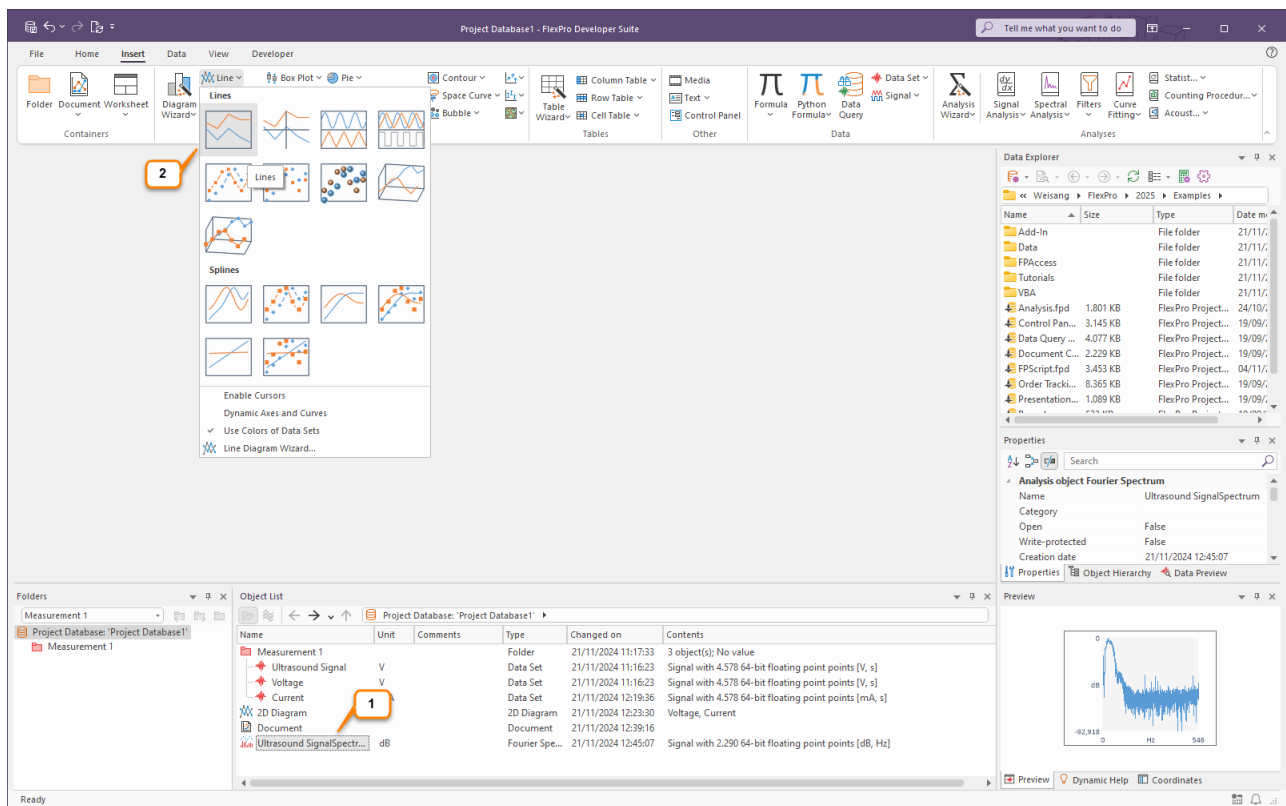 Project Database1 - FlexPro Developer Suite
Tell me what you want to do
File Home Insert Data View Developer
Line Box Plot Pie Contour Column Table Media Data Set Statist...
Space Curve Row Table Text Signal Counting Procedur...
Bubble Cell Table Control Panel Acoust...
Folder Document Worksheet Diagram Wizard Table Wizard Formula Python Formula Data Query Analysis Wizard Signal Analysis Spectral Analysis Filters Curve Fitting
Containers Tables Other Data Analyses
Lines
2
Lines
Splines
Enable Cursors
Dynamic Axes and Curves
Use Colors of Data Sets
Line Diagram Wizard...
Data Explorer
« Weisang FlexPro 2025 Examples
Name Size Type Date m
Add-In File folder 21/11/
Data File folder 21/11/
FPAccess File folder 21/11/
Tutorials File folder 21/11/
VBA File folder 21/11/
Analysis.fpd 1.801 KB FlexPro Project... 24/10/
Control Pan... 3.145 KB FlexPro Project... 19/09/
Data Query ... 4.077 KB FlexPro Project... 19/09/
Document C... 2.229 KB FlexPro Project... 19/09/
FPScript.fpd 3.453 KB FlexPro Project... 04/11/
Order Tracki... 8.365 KB FlexPro Project... 19/09/
Presentation... 1.089 KB FlexPro Project... 19/09/
Properties
Search
Analysis object Fourier Spectrum
Name Ultrasound SignalSpectrum
Category
Open False
Write-protected False
Creation date 21/11/2024 12:45:07
Properties Object Hierarchy Data Preview
Folders
Measurement 1
Project Database: 'Project Database1'
Measurement 1
Object List
Project Database: 'Project Database1'
Name Unit Comments Type Changed on Contents
Measurement 1 Folder 21/11/2024 11:17:33 3 object(s); No value
Ultrasound Signal V Data Set 21/11/2024 11:16:23 Signal with 4.578 64-bit floating point points [V, s]
Voltage V Data Set 21/11/2024 11:16:23 Signal with 4.578 64-bit floating point points [V, s]
Current Data Set 21/11/2024 12:19:36 Signal with 4.578 64-bit floating point points [mA, s]
1
2D Diagram 2D Diagram 21/11/2024 12:23:30 Voltage, Current
Document Document 21/11/2024 12:39:16
Ultrasound SignalSpectr... dB Fourier Spe... 21/11/2024 12:45:07 Signal with 2.290 64-bit floating point points [dB, Hz]
Preview
0
dB
-92,918
0 Hz 546
Preview Dynamic Help Coordinates
Ready